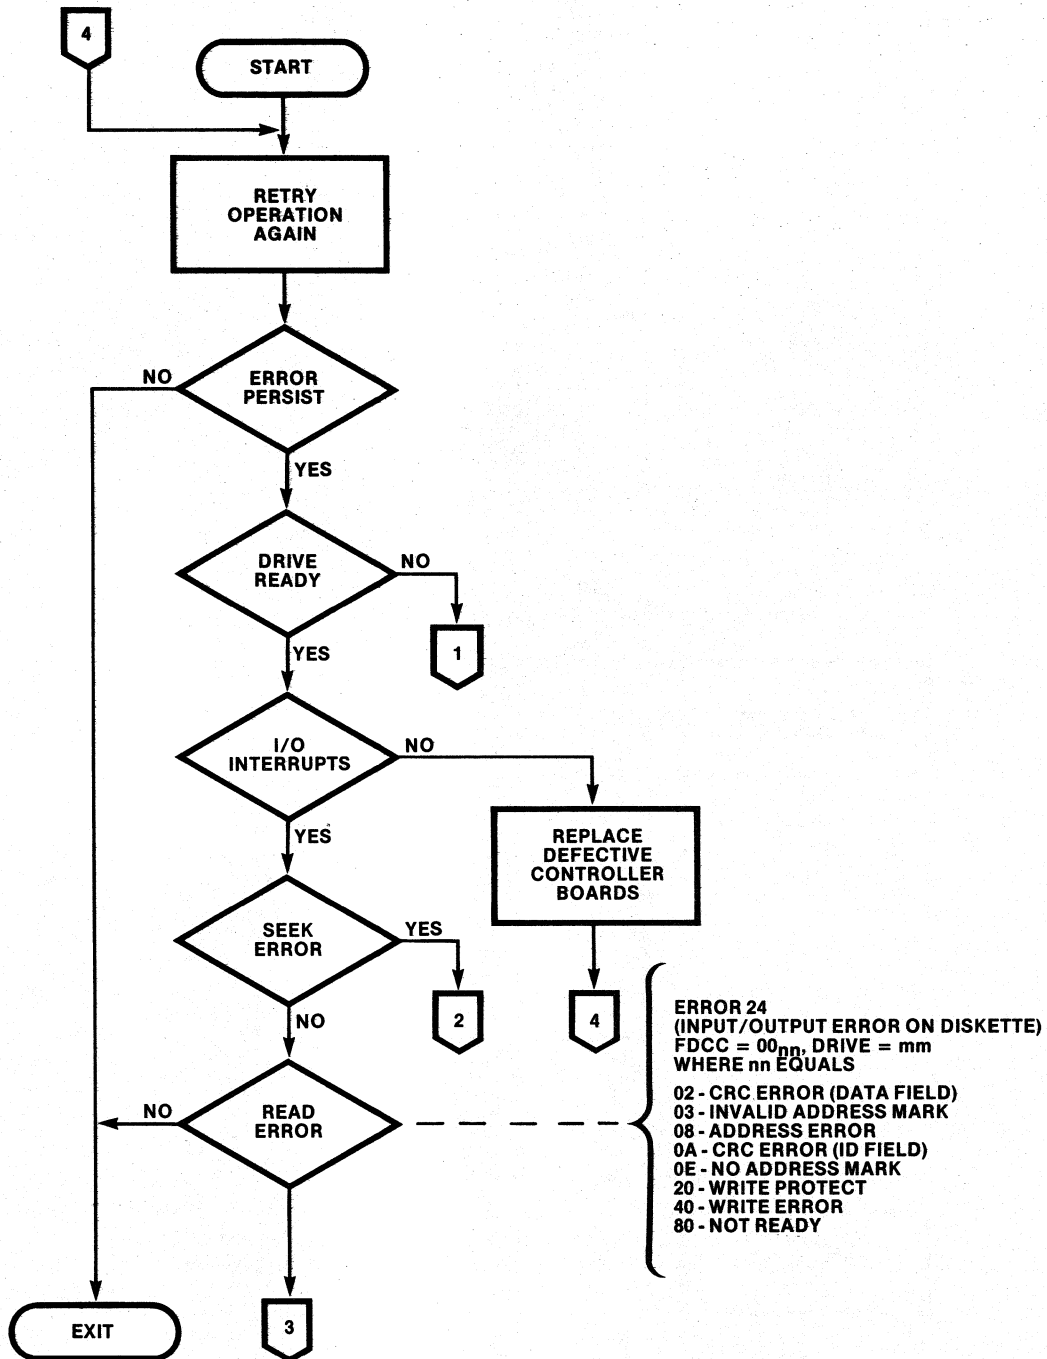 4
START
RETRY
OPERATION
AGAIN
ERROR
PERSIST
NO
YES
DRIVE
READY
NO
YES
1
I/O
INTERRUPTS
NO
YES
REPLACE
DEFECTIVE
CONTROLLER
BOARDS
SEEK
ERROR
YES
NO
2
4
READ
ERROR
NO
ERROR 24
(INPUT/OUTPUT ERROR ON DISKETTE)
FDCC = 00nn, DRIVE = mm
WHERE nn EQUALS
02 - CRC ERROR (DATA FIELD)
03 - INVALID ADDRESS MARK
08 - ADDRESS ERROR
0A - CRC ERROR (ID FIELD)
0E - NO ADDRESS MARK
20 - WRITE PROTECT
40 - WRITE ERROR
80 - NOT READY
EXIT
3